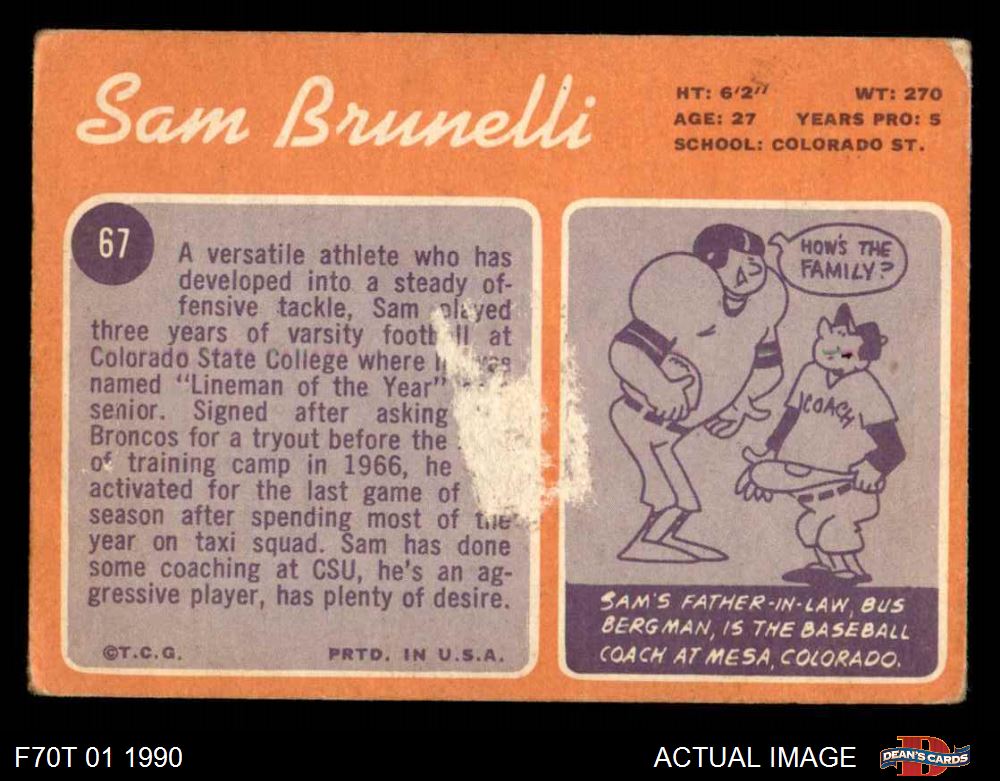 Sam Brunelli
HT: 6'2" WT: 270
AGE: 27 YEARS PRO: 5
SCHOOL: COLORADO ST.
67
A versatile athlete who has
developed into a steady of-
fensive tackle, Sam played
three years of varsity football at
Colorado State College where was
named "Lineman of the Year"
senior. Signed after asking
Broncos for a tryout before the
of training camp in 1966, he
activated for the last game of
season after spending most of the
year on taxi squad. Sam has done
some coaching at CSU, he's an ag-
gressive player, has plenty of desire.
©T.C.G. PRTD. IN U.S.A.
HOW'S THE
FAMILY?
COACH
SAM'S FATHER-IN-LAW, BUS
BERGMAN, IS THE BASEBALL
COACH AT MESA, COLORADO.
F70T 01 1990
ACTUAL IMAGE
D
DEAN'S CARDS